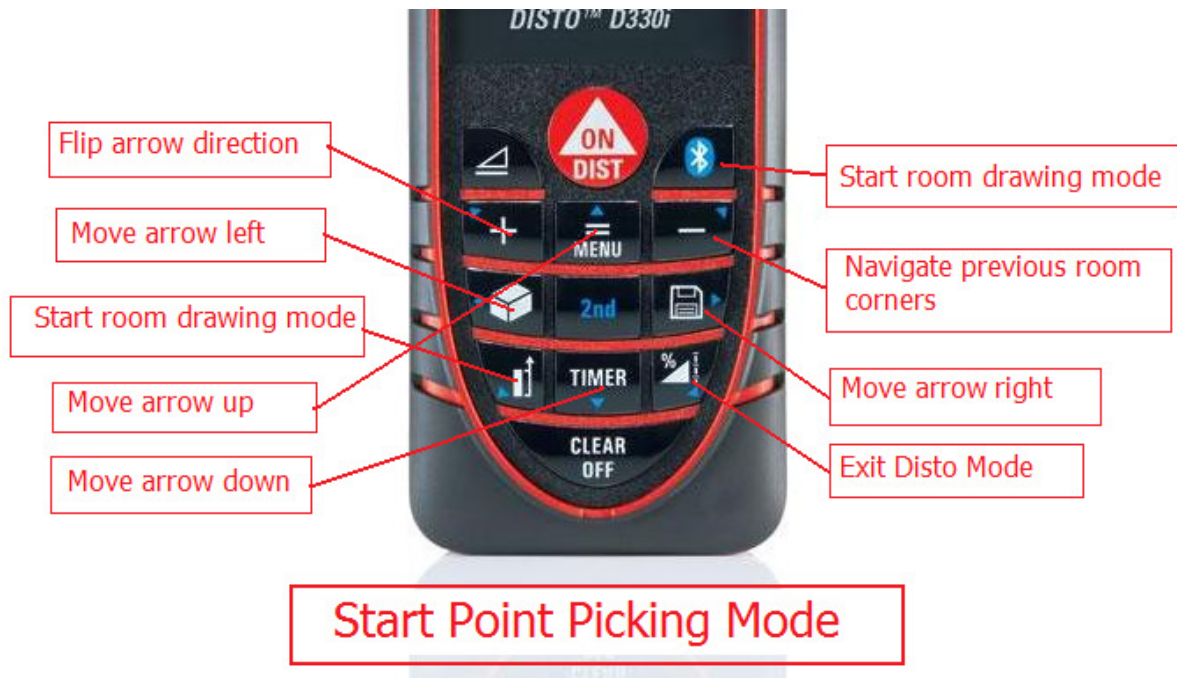 DISTO™ D330i
Flip arrow direction
ON
DIST
Start room drawing mode
Move arrow left
+
=
MENU
−
Navigate previous room
corners
Start room drawing mode
2nd
Move arrow up
TIMER
%
Move arrow right
Move arrow down
CLEAR
OFF
Exit Disto Mode
Start Point Picking Mode